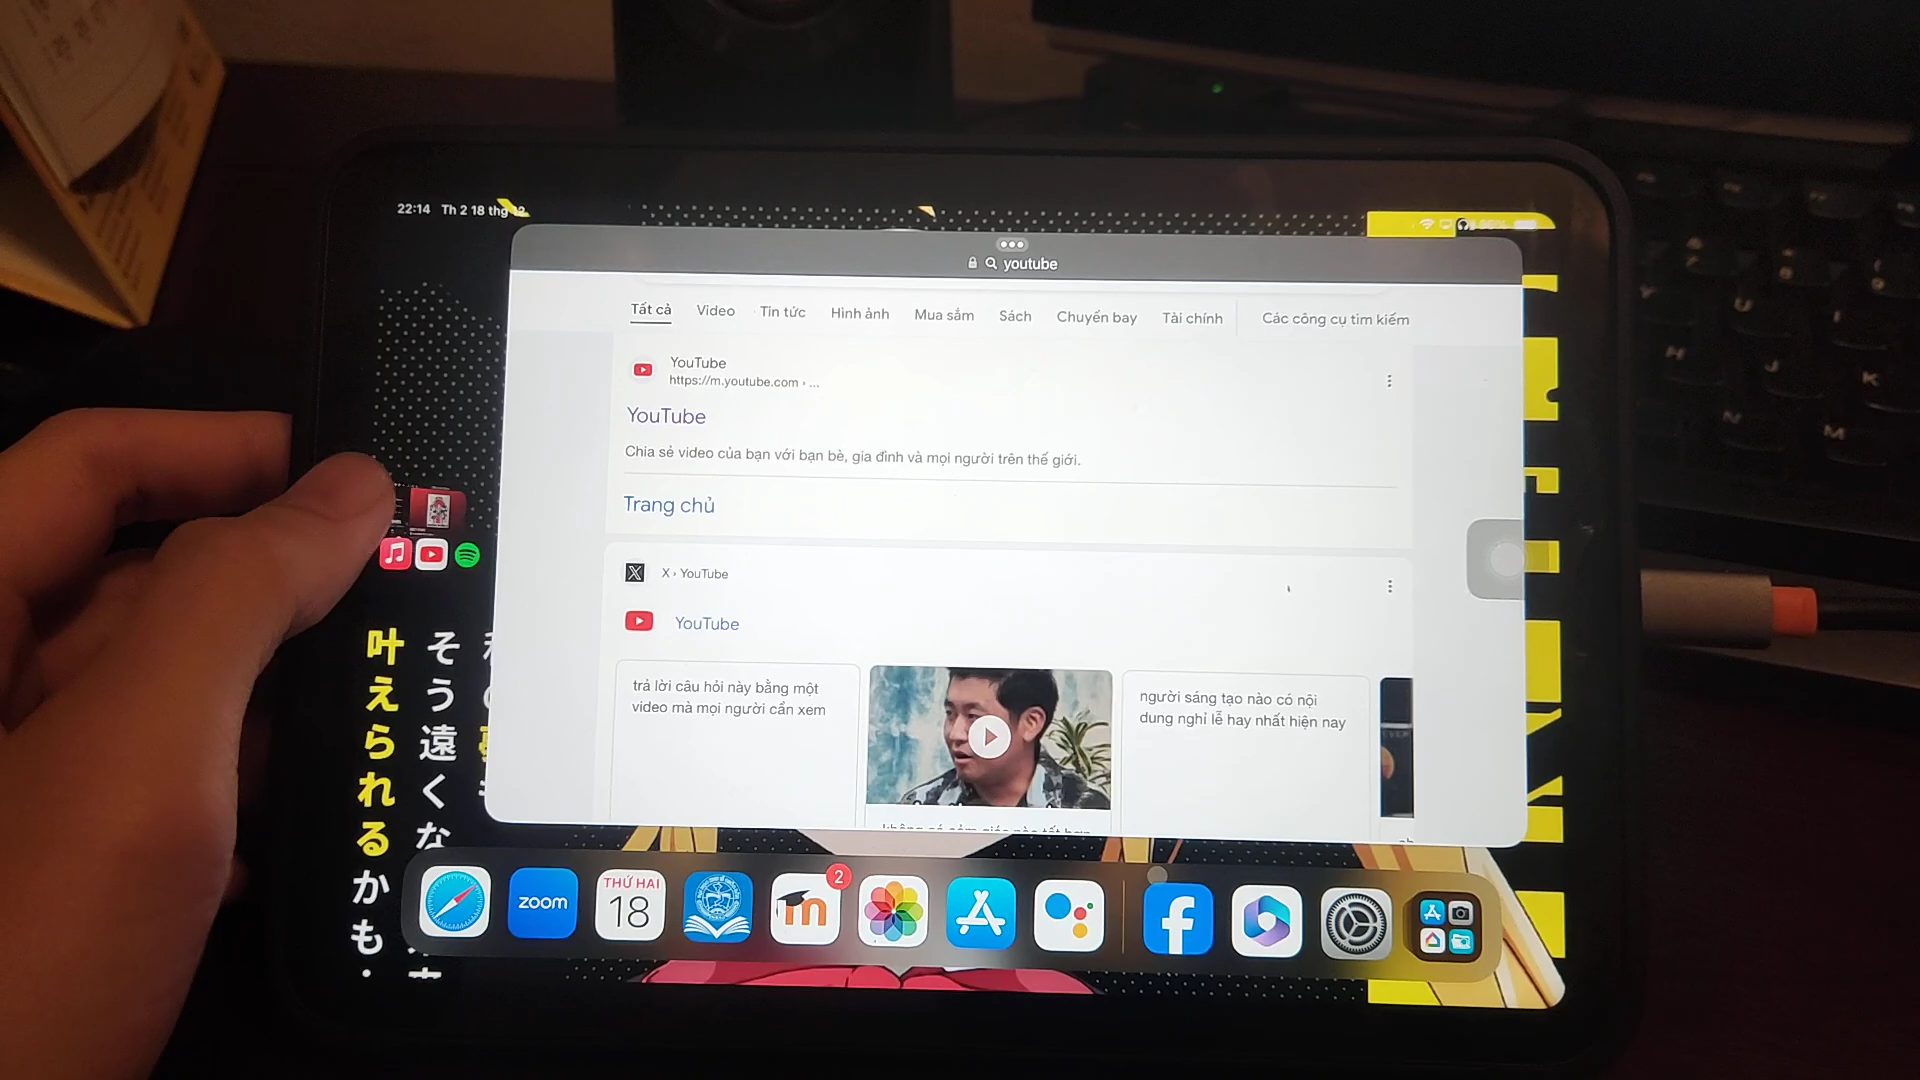 22:14 Th 2 18 thg 12
youtube
Tất cả Video Tin tức Hình ảnh Mua sắm Sách Chuyến bay Tài chính Các công cụ tìm kiếm
YouTube
https://m.youtube.com › ...
YouTube
Chia sẻ video của bạn với bạn bè, gia đình và mọi người trên thế giới.
Trang chủ
X › YouTube
YouTube
trả lời câu hỏi này bằng một
video mà mọi người cần xem
người sáng tạo nào có nội
dung nghỉ lễ hay nhất hiện nay
そう遠くな
叶えられるかも
zoom
THỨ HAI
18
m
2
U
I
H
J
K
N
M